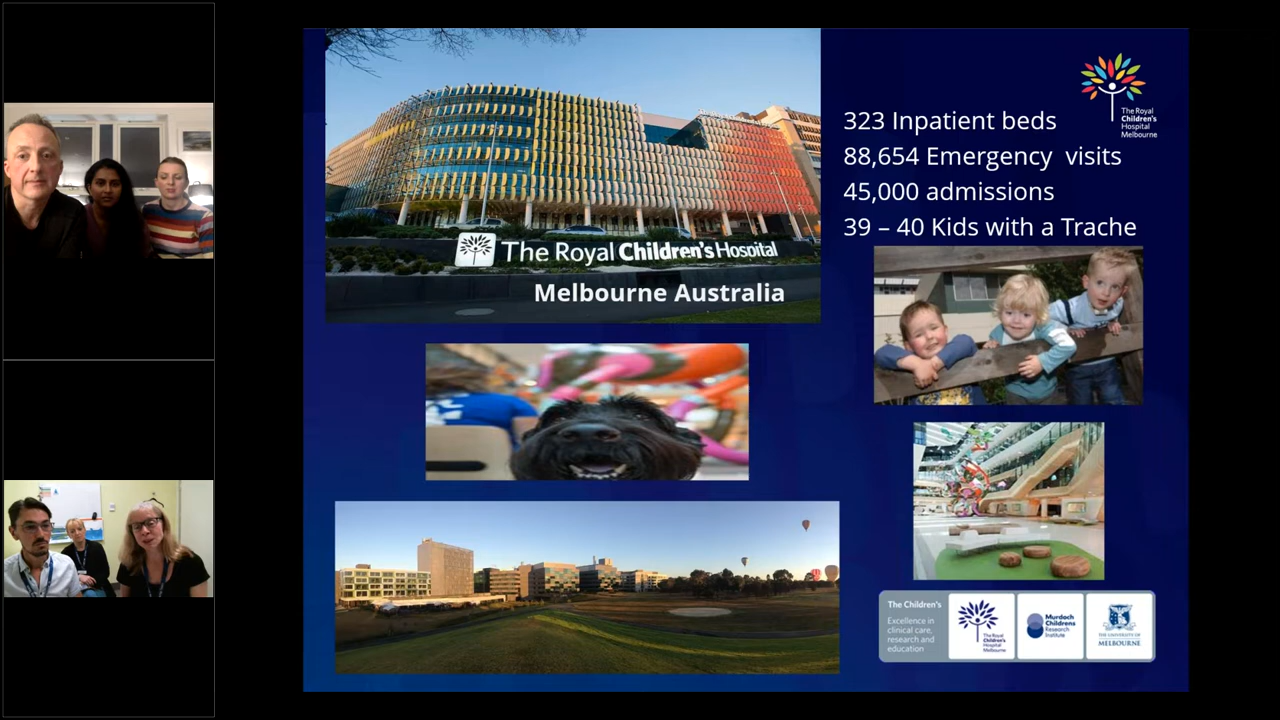 The Royal Children's Hospital
Melbourne Australia
The Royal
Children's
Hospital
Melbourne
323 Inpatient beds
88,654 Emergency  visits
45,000 admissions
39 – 40 Kids with a Trache
The Children's
Excellence in
clinical care,
research and
education
The Royal
Children's
Hospital
Melbourne
Murdoch
Childrens
Research
Institute
THE UNIVERSITY OF
MELBOURNE